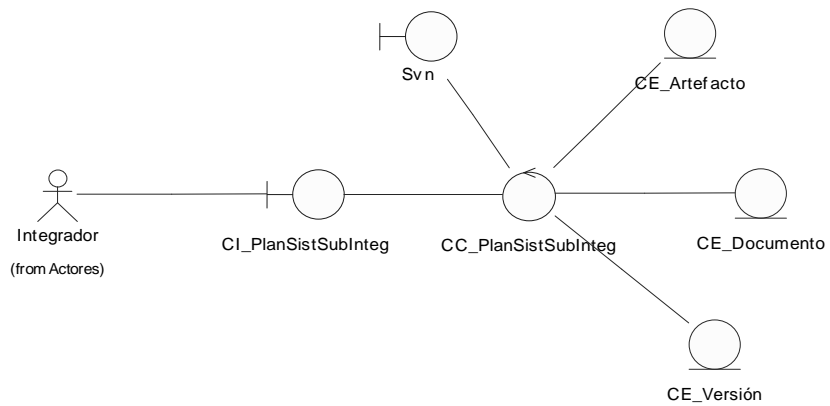 Svn
CE_Artefacto
Integrador
(from Actores)
CI_PlanSistSubInteg
CC_PlanSistSubInteg
CE_Documento
CE_Versión